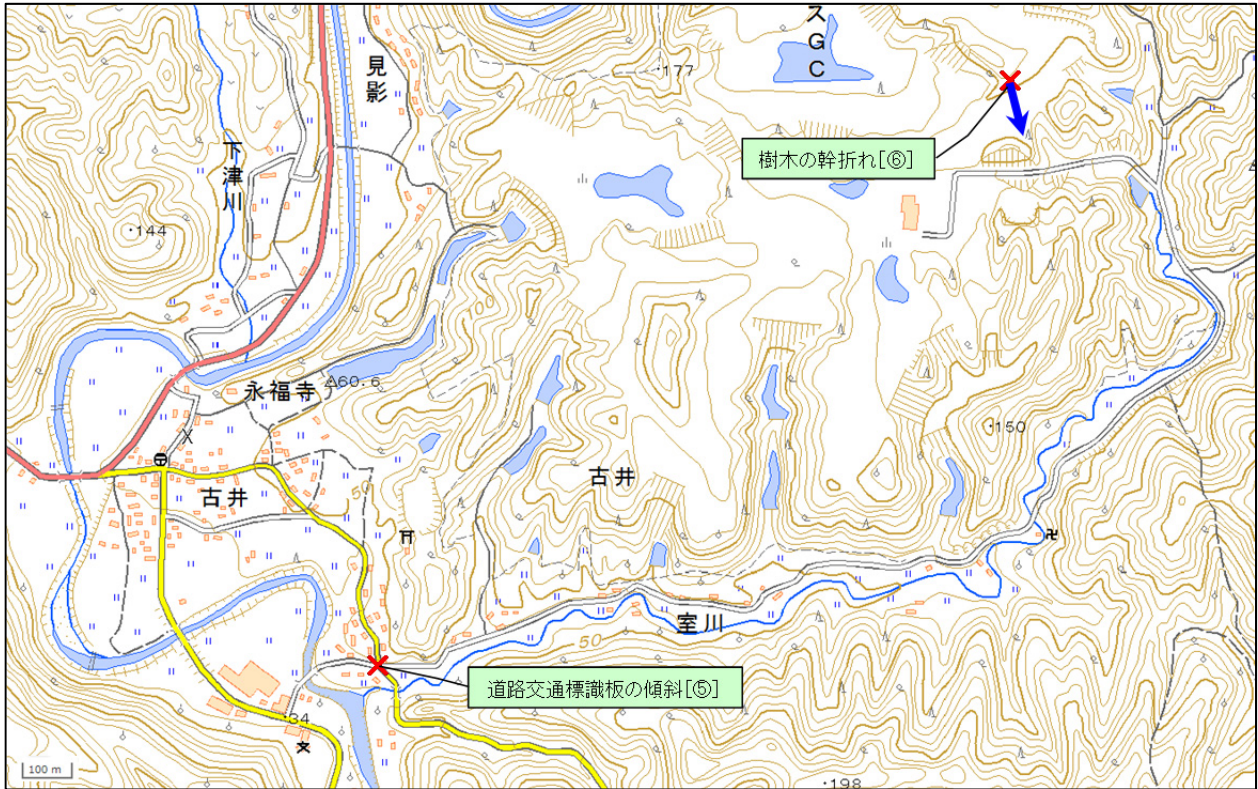 スGC
177
見影
樹木の幹折れ[⑥]
下津川
144
永福寺
60.6
150
古井
古井
50
室川
50
道路交通標識板の傾斜[⑤]
34
100 m
198